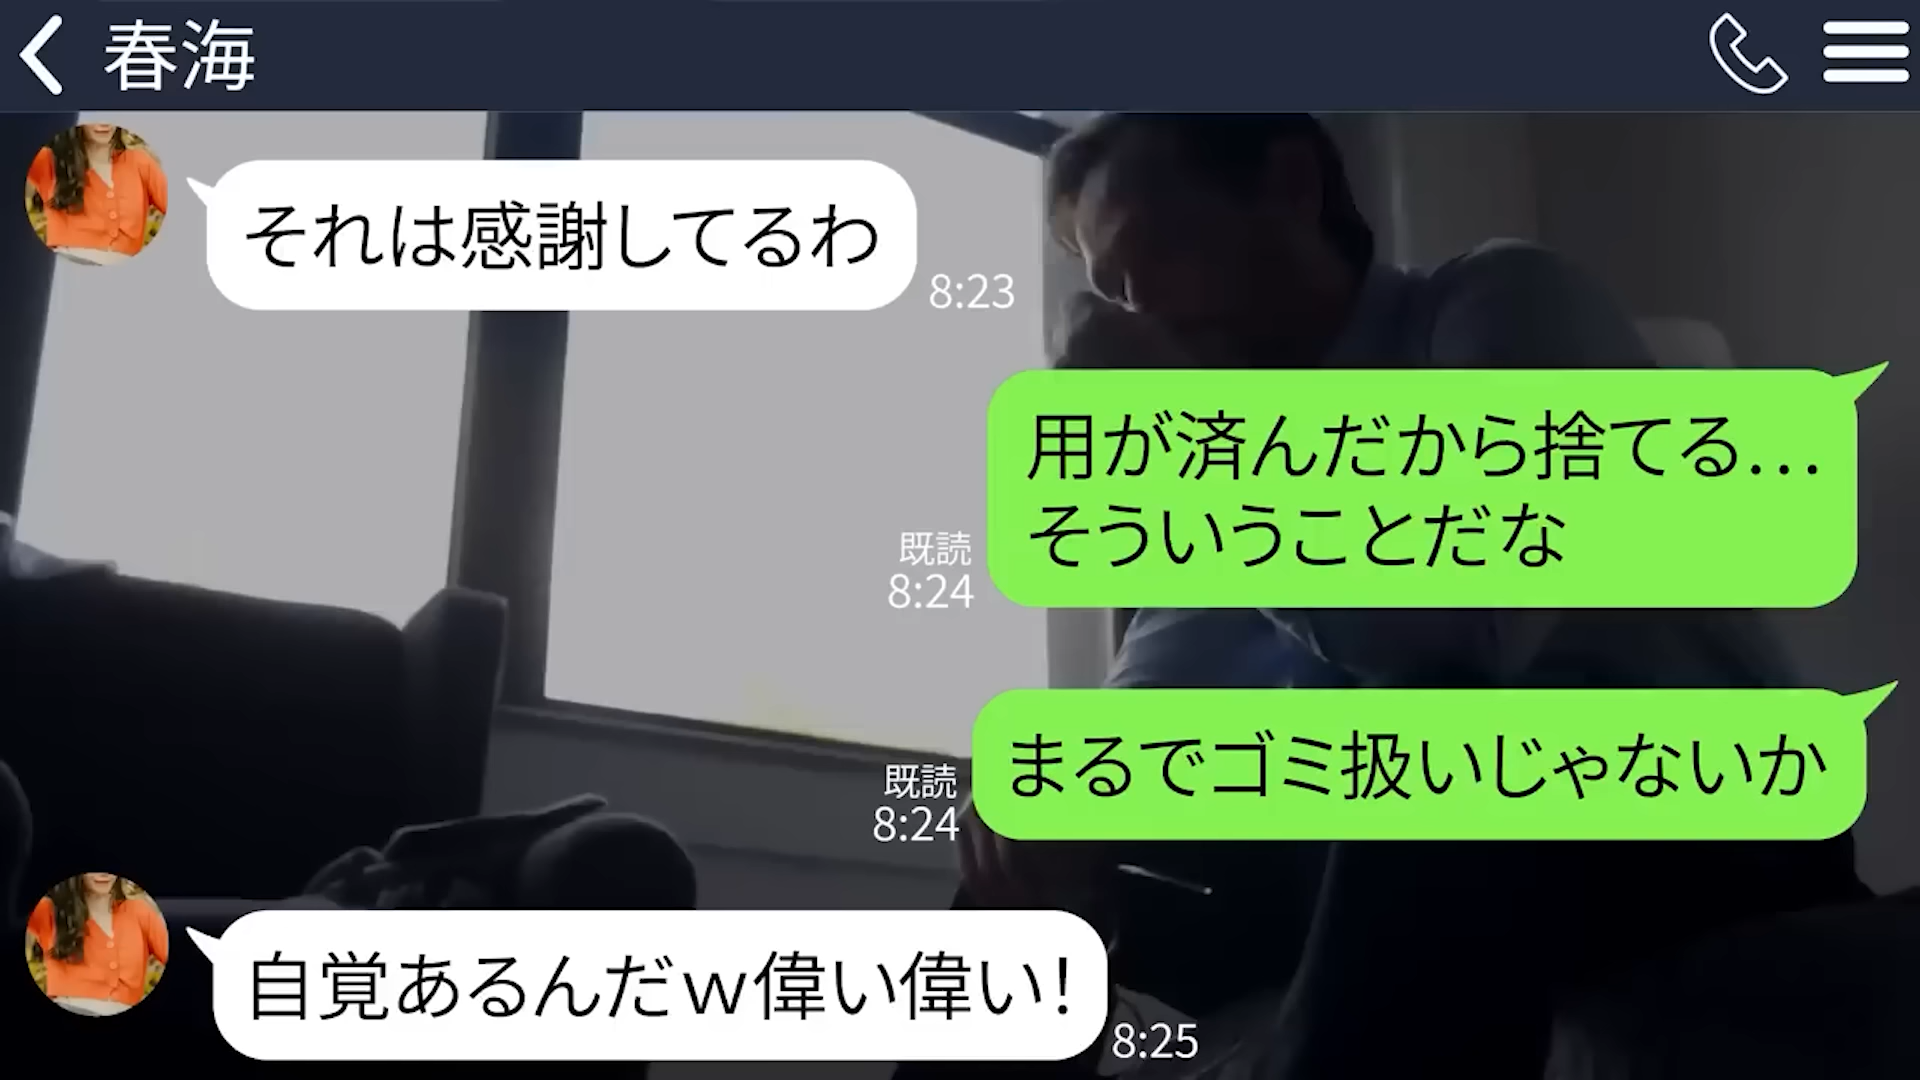 春海
それは感謝してるわ
8:23
用が済んだから捨てる…
そういうことだな
既読
8:24
まるでゴミ扱いじゃないか
既読
8:24
自覚あるんだw偉い偉い!
8:25